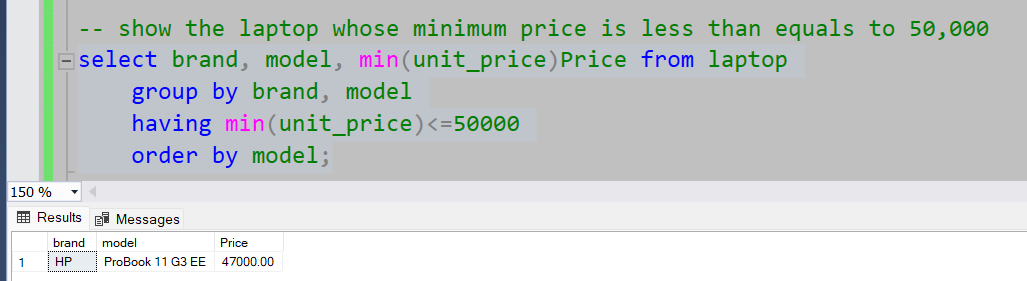 -- show the laptop whose minimum price is less than equals to 50,000
select brand, model, min(unit_price)Price from laptop
group by brand, model
having min(unit_price)<=50000
order by model;
150 %
Results Messages
brand model Price
1 HP ProBook 11 G3 EE 47000.00